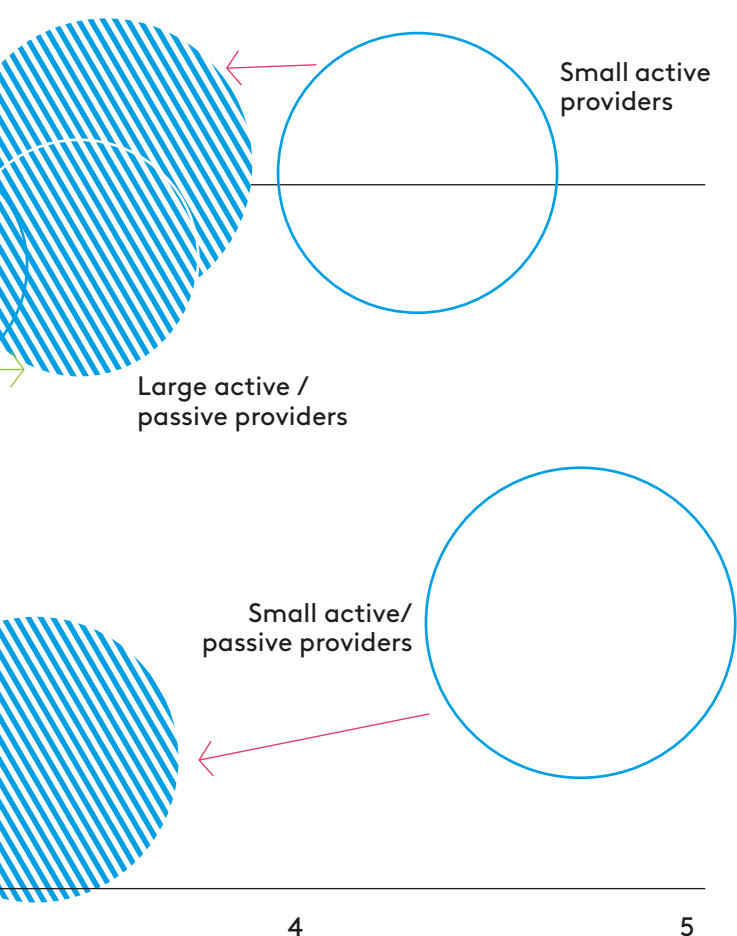 Small active
providers
Large active /
passive providers
Small active/
passive providers
4
5